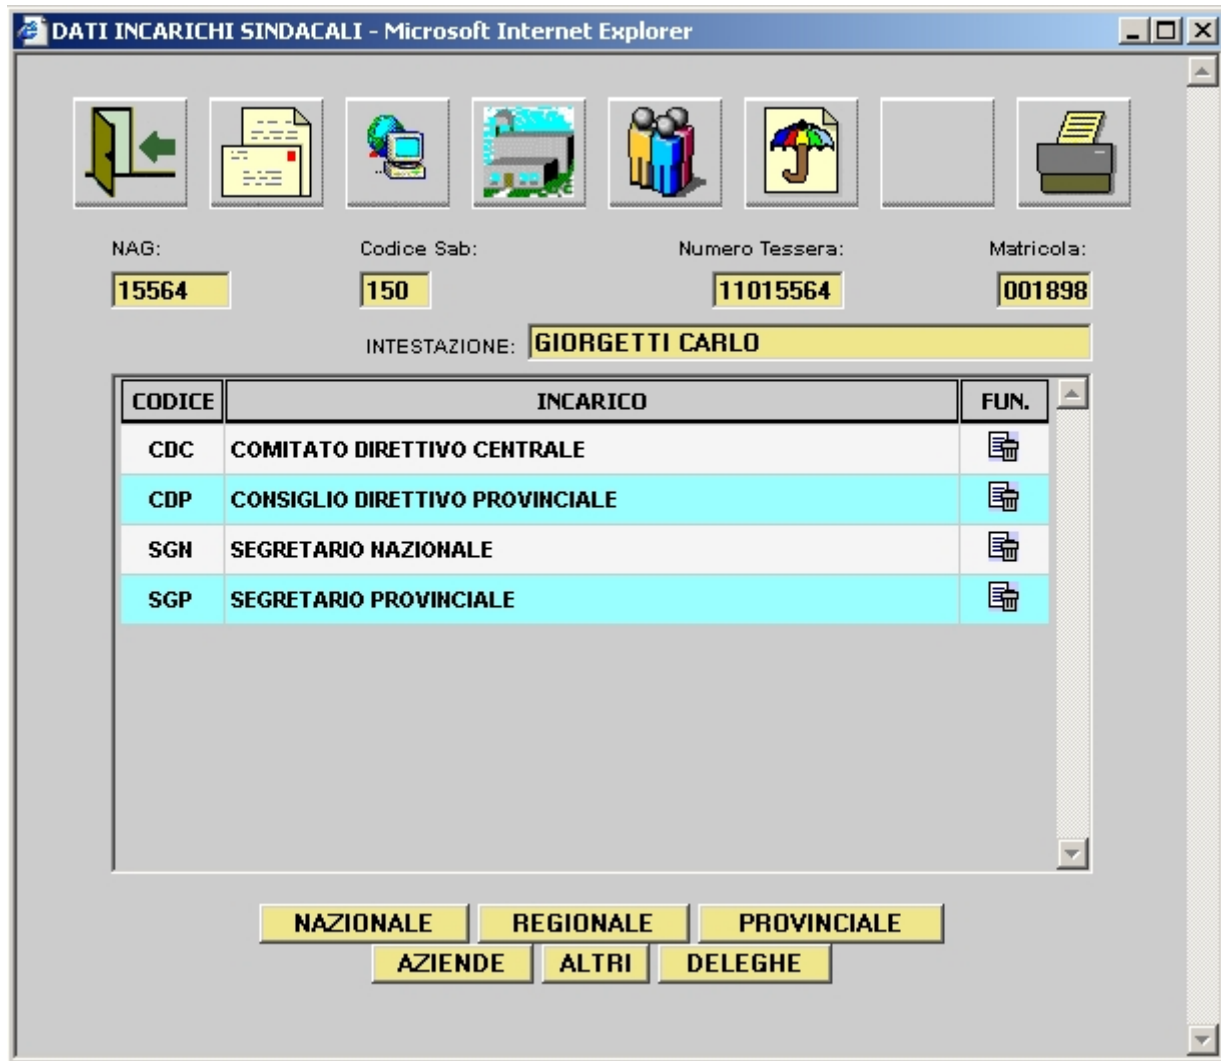 DATI INCARICHI SINDACALI - Microsoft Internet Explorer
NAG: Codice Sab: Numero Tessera: Matricola:
15564 150 11015564 001898
INTESTAZIONE: GIORGETTI CARLO
CODICE INCARICO FUN.
CDC COMITATO DIRETTIVO CENTRALE
CDP CONSIGLIO DIRETTIVO PROVINCIALE
SGN SEGRETARIO NAZIONALE
SGP SEGRETARIO PROVINCIALE
NAZIONALE REGIONALE PROVINCIALE
AZIENDE ALTRI DELEGHE